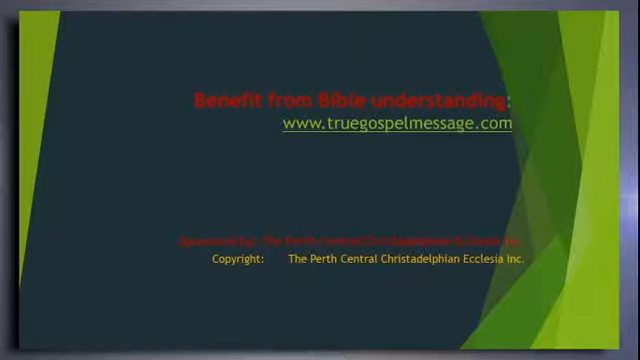 Benefit from Bible understanding:
www.truegospelmessage.com
Sponsored by: The Perth Central Christadelphian Ecclesia Inc.
Copyright: The Perth Central Christadelphian Ecclesia Inc.